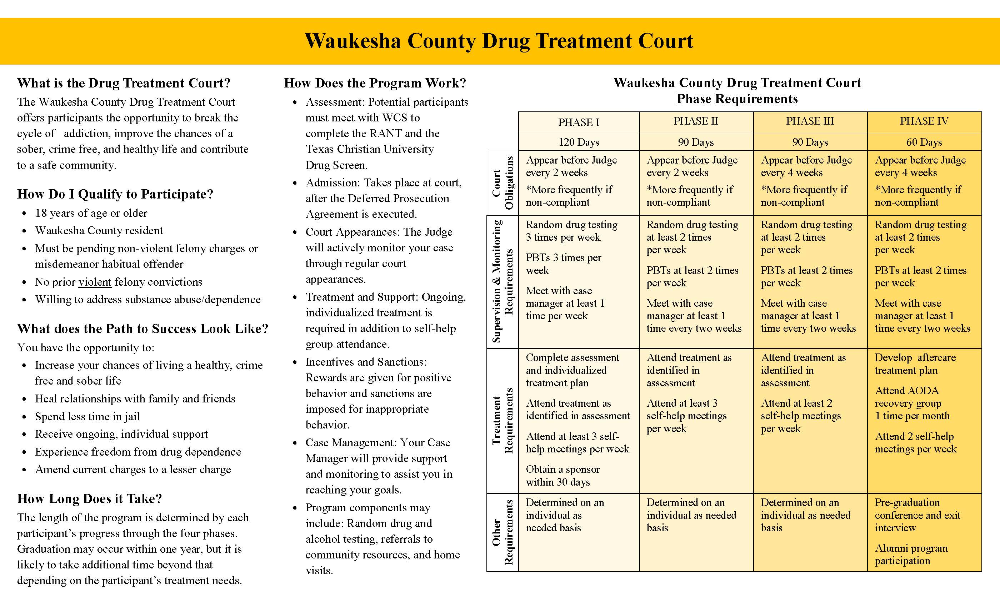 Waukesha County Drug Treatment Court
What is the Drug Treatment Court?
The Waukesha County Drug Treatment Court
offers participants the opportunity to break the
cycle of   addiction, improve the chances of a
sober, crime free, and healthy life and contribute
to a safe community.
How Do I Qualify to Participate?
• 18 years of age or older
• Waukesha County resident
• Must be pending non-violent felony charges or
misdemeanor habitual offender
• No prior violent felony convictions
• Willing to address substance abuse/dependence
What does the Path to Success Look Like?
You have the opportunity to:
• Increase your chances of living a healthy, crime
free and sober life
• Heal relationships with family and friends
• Spend less time in jail
• Receive ongoing, individual support
• Experience freedom from drug dependence
• Amend current charges to a lesser charge
How Long Does it Take?
The length of the program is determined by each
participant’s progress through the four phases.
Graduation may occur within one year, but it is
likely to take additional time beyond that
depending on the participant’s treatment needs.
How Does the Program Work?
• Assessment: Potential participants
must meet with WCS to
complete the RANT and the
Texas Christian University
Drug Screen.
• Admission: Takes place at court,
after the Deferred Prosecution
Agreement is executed.
• Court Appearances: The Judge
will actively monitor your case
through regular court
appearances.
• Treatment and Support: Ongoing,
individualized treatment is
required in addition to self-help
group attendance.
• Incentives and Sanctions:
Rewards are given for positive
behavior and sanctions are
imposed for inappropriate
behavior.
• Case Management: Your Case
Manager will provide support
and monitoring to assist you in
reaching your goals.
• Program components may
include: Random drug and
alcohol testing, referrals to
community resources, and home
visits.
Waukesha County Drug Treatment Court
Phase Requirements
PHASE I
PHASE II
PHASE III
PHASE IV
120 Days
90 Days
90 Days
60 Days
Court
Obligations
Appear before Judge
every 2 weeks
*More frequently if
non-compliant
Appear before Judge
every 2 weeks
*More frequently if
non-compliant
Appear before Judge
every 4 weeks
*More frequently if
non-compliant
Appear before Judge
every 4 weeks
*More frequently if
non-compliant
Supervision & Monitoring
Requirements
Random drug testing
3 times per week
PBTs 3 times per
week
Meet with case
manager at least 1
time per week
Random drug testing
at least 2 times
per week
PBTs at least 2 times
per week
Meet with case
manager at least 1
time every two weeks
Random drug testing
at least 2 times
per week
PBTs at least 2 times
per week
Meet with case
manager at least 1
time every two weeks
Random drug testing
at least 2 times
per week
PBTs at least 2 times
per week
Meet with case
manager at least 1
time every two weeks
Treatment
Requirements
Complete assessment
and individualized
treatment plan
Attend treatment as
identified in assessment
Attend at least 3 self-
help meetings per week
Obtain a sponsor
within 30 days
Attend treatment as
identified in
assessment
Attend at least 3
self-help meetings
per week
Attend treatment as
identified in
assessment
Attend at least 2
self-help meetings
per week
Develop  aftercare
treatment plan
Attend AODA
recovery group
1 time per month
Attend 2 self-help
meetings per week
Other
Requirements
Determined on an
individual as
needed basis
Determined on an
individual as needed
basis
Determined on an
individual as needed
basis
Pre-graduation
conference and exit
interview
Alumni program
participation